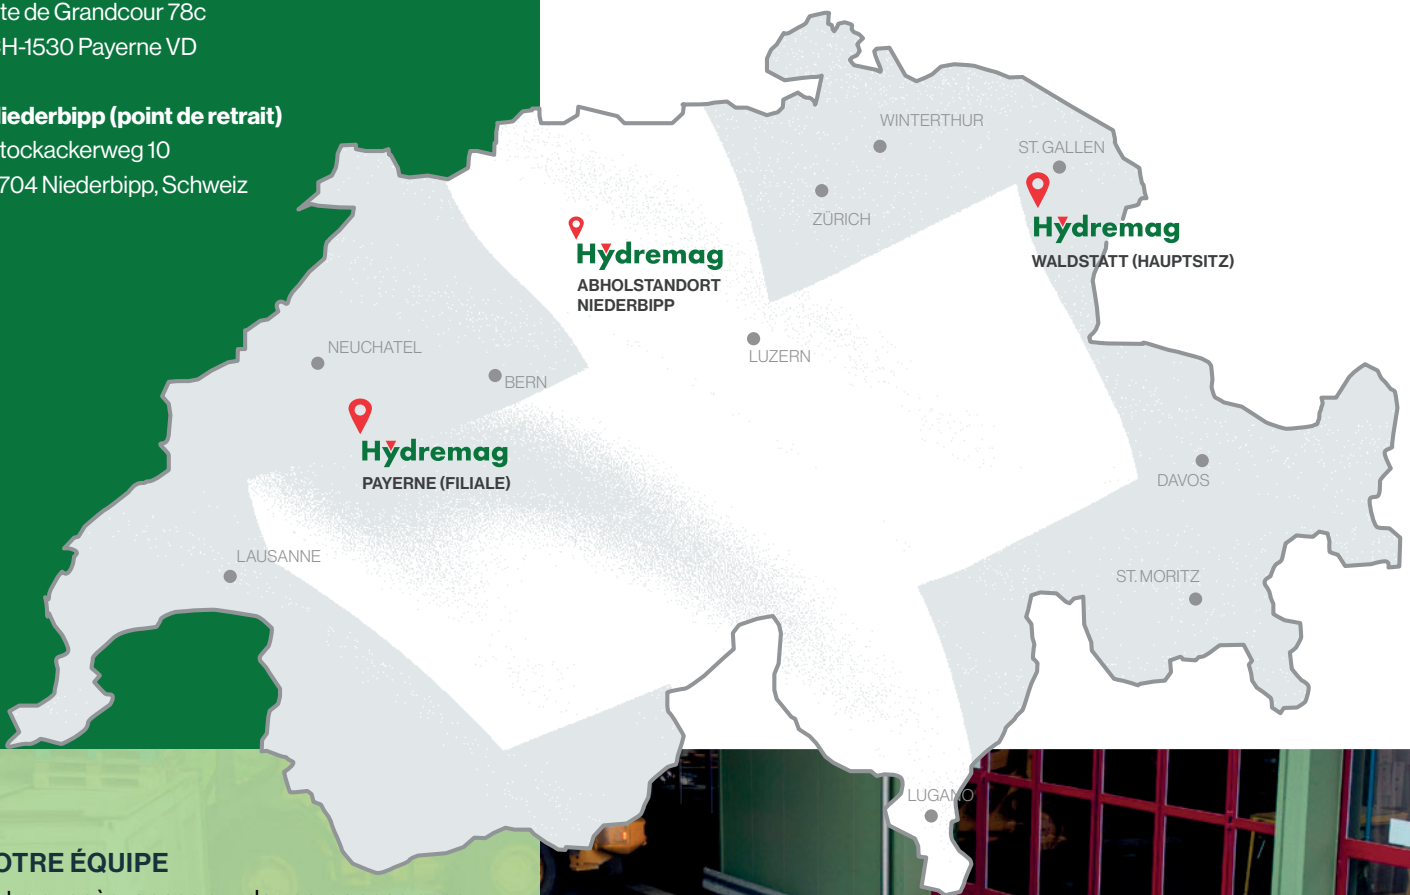 te de Grandcour 78c
H-1530 Payerne VD
iederbipp (point de retrait)
tockackerweg 10
704 Niederbipp, Schweiz
WINTERTHUR
ST. GALLEN
ZÜRICH
Hydremag
WALDSTATT (HAUPTSITZ)
Hydremag
ABHOLSTANDORT
NIEDERBIPP
NEUCHATEL
BERN
LUZERN
Hydremag
PAYERNE (FILIALE)
DAVOS
LAUSANNE
ST. MORITZ
LUGANO
OTRE ÉQUIPE